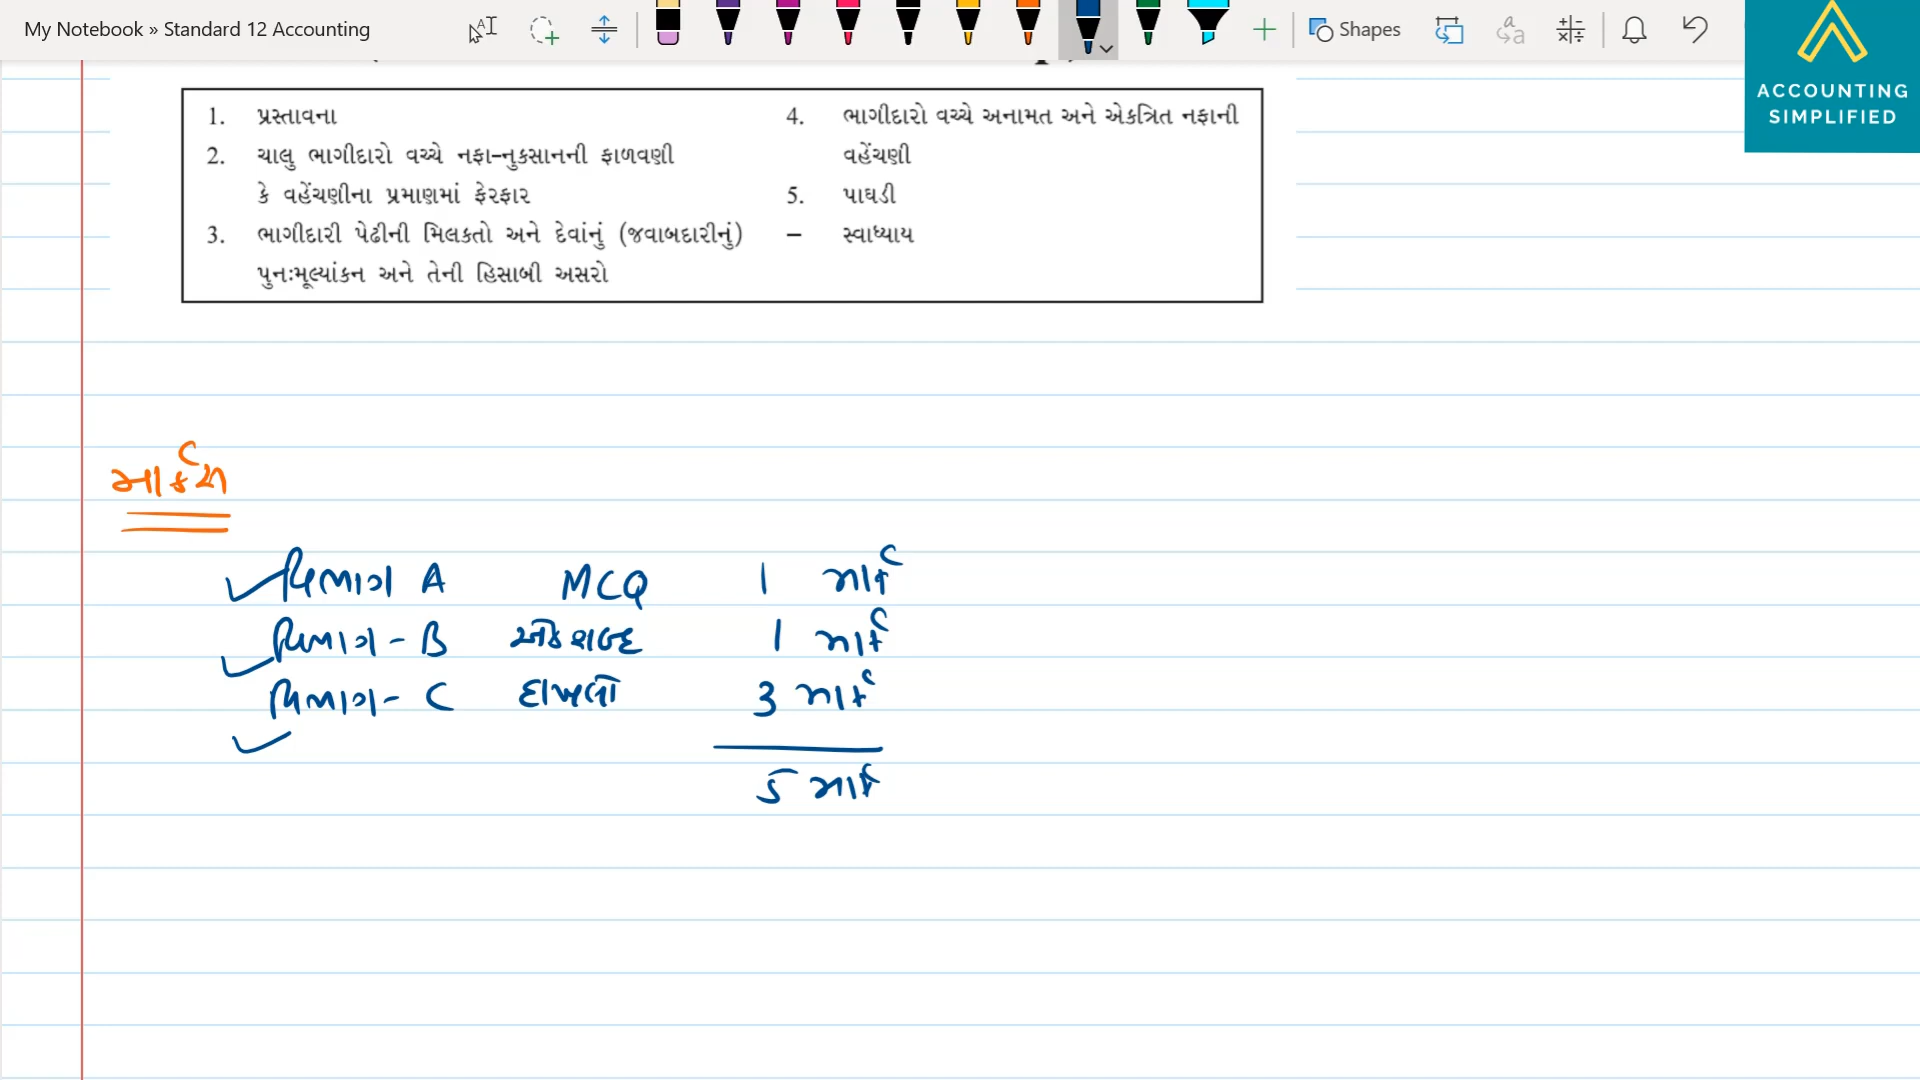 My Notebook » Standard 12 Accounting
Shapes
ACCOUNTING
SIMPLIFIED
1. પ્રસ્તાવના
2. ચાલુ ભાગીદારો વચ્ચે નફા-નુકસાનની ફાળવણી
કે વહેંચણીના પ્રમાણમાં ફેરફાર
3. ભાગીદારી પેઢીની મિલકતો અને દેવાંનું (જવાબદારીનું)
પુનઃમૂલ્યાંકન અને તેની હિસાબી અસરો
4. ભાગીદારો વચ્ચે અનામત અને એકત્રિત નફાની
વહેંચણી
5. પાઘડી
– સ્વાધ્યાય
માર્કસ
વિભાગ A MCQ 1 માર્ક
વિભાગ - B એક શબ્દ 1 માર્ક
વિભાગ - C દાખલો 3 માર્ક
5 માર્ક